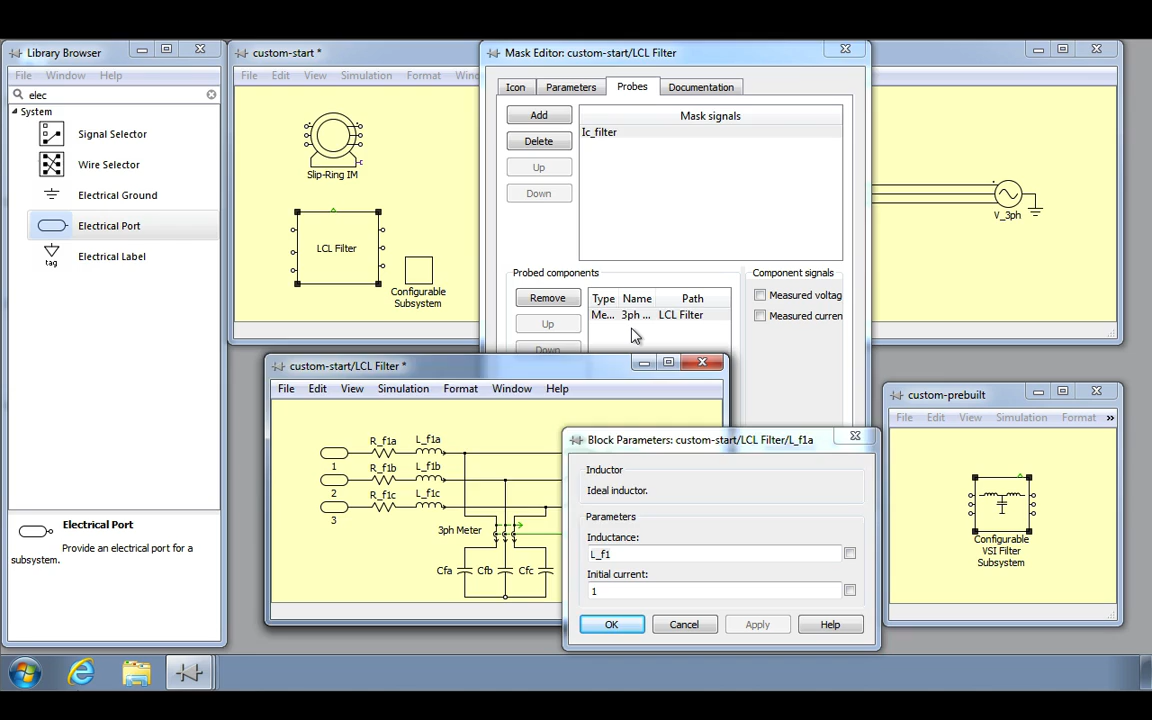 Library Browser
File Window Help
elec
System
Signal Selector
Wire Selector
Electrical Ground
Electrical Port
tag
Electrical Label
Electrical Port
Provide an electrical port for a
subsystem.
custom-start *
File Edit View Simulation Format Winc
Slip-Ring IM
LCL Filter
Configurable
Subsystem
Mask Editor: custom-start/LCL Filter
Icon Parameters Probes Documentation
Add
Delete
Up
Down
Mask signals
Ic_filter
Probed components
Remove
Up
Down
Type Name Path
Me... 3ph ... LCL Filter
Component signals
Measured voltag
Measured curren
V_3ph
custom-start/LCL Filter *
File Edit View Simulation Format Window Help
R_f1a L_f1a
1
R_f1b L_f1b
2
R_f1c L_f1c
3
3ph Meter
Cfa Cfb Cfc
Block Parameters: custom-start/LCL Filter/L_f1a
Inductor
Ideal inductor.
Parameters
Inductance:
L_f1
Initial current:
1
OK Cancel Apply Help
custom-prebuilt
File Edit View Simulation Format »
Configurable
VSI Filter
Subsystem